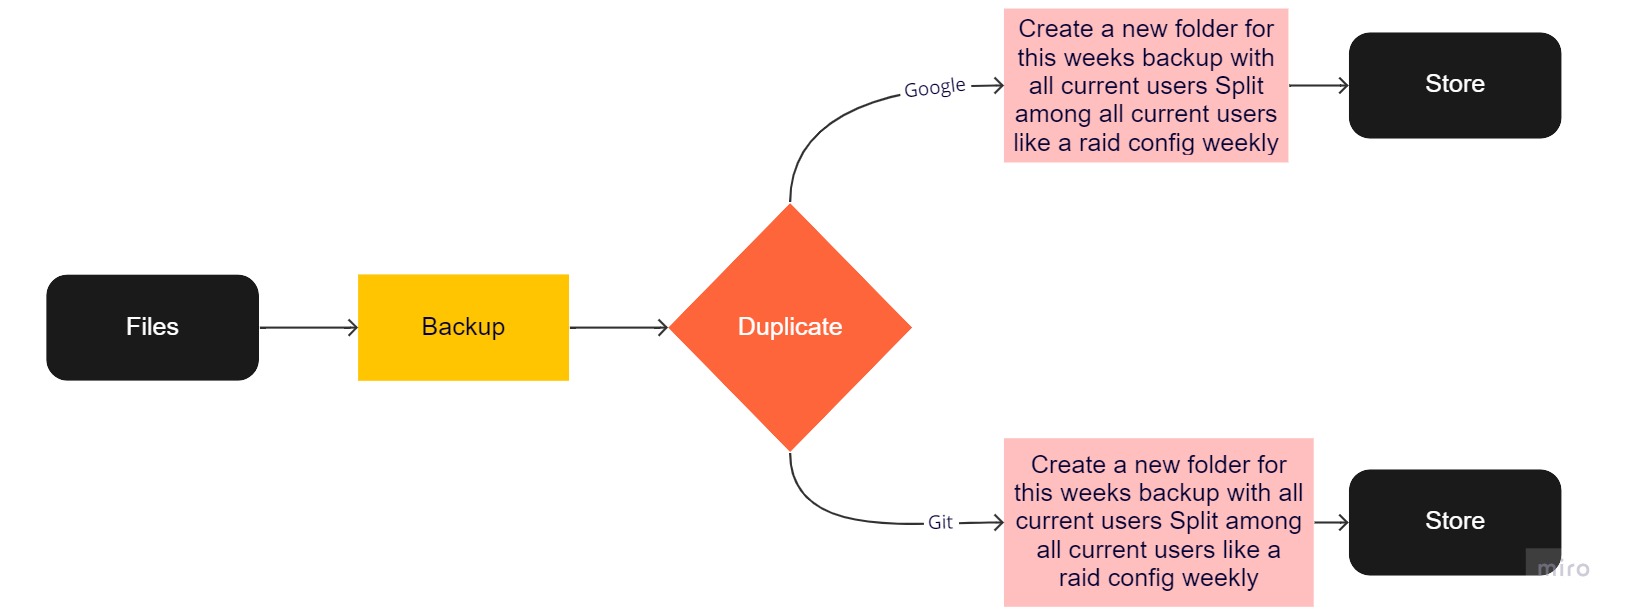 Files
Backup
Duplicate
Google
Create a new folder for
this weeks backup with
all current users Split
among all current users
like a raid config weekly
Store
Git
Create a new folder for
this weeks backup with all
current users Split among
all current users like a
raid config weekly
Store
miro